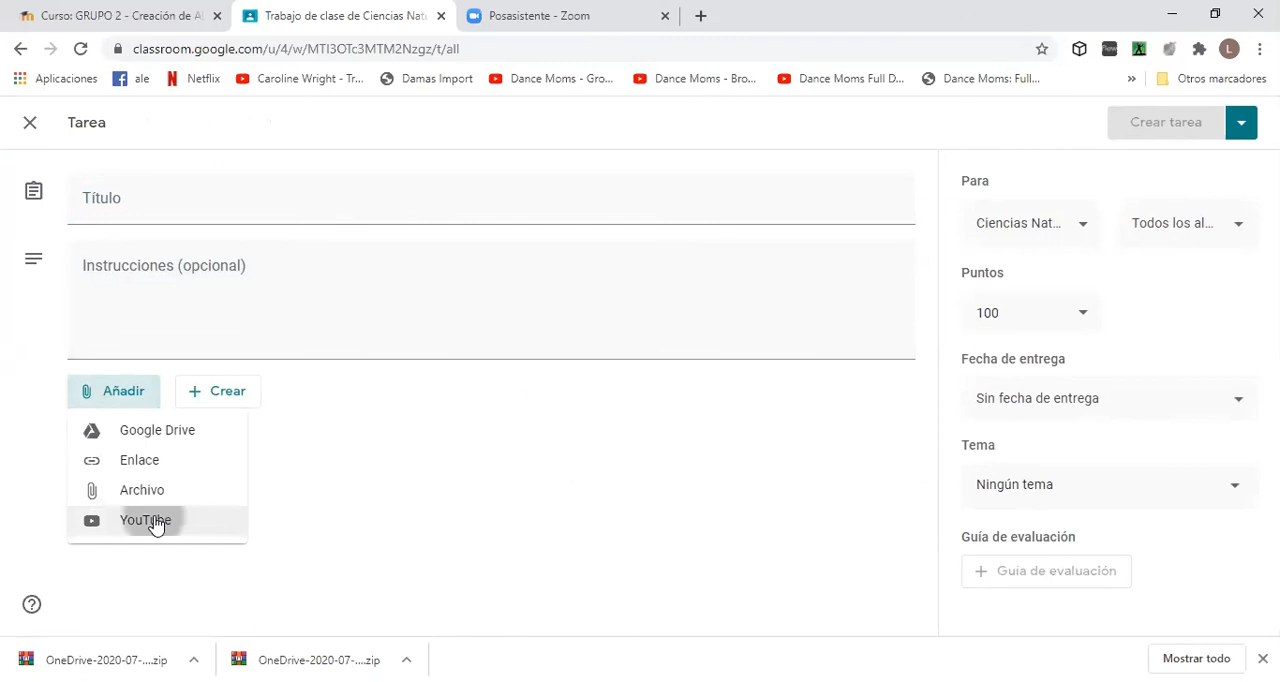 Curso: GRUPO 2 - Creación de Al
Trabajo de clase de Ciencias Natu
Posasistente - Zoom
classroom.google.com/u/4/w/MTI3OTc3MTM2Nzgz/t/all
L
Aplicaciones
ale
Netflix
Caroline Wright - Tr...
Damas Import
Dance Moms - Gro...
Dance Moms - Bro...
Dance Moms Full D...
Dance Moms: Full...
»
Otros marcadores
Tarea
Crear tarea
Título
Instrucciones (opcional)
Añadir
Crear
Google Drive
Enlace
Archivo
YouTube
Para
Ciencias Nat...
Todos los al...
Puntos
100
Fecha de entrega
Sin fecha de entrega
Tema
Ningún tema
Guía de evaluación
Guía de evaluación
OneDrive-2020-07-....zip
OneDrive-2020-07-....zip
Mostrar todo